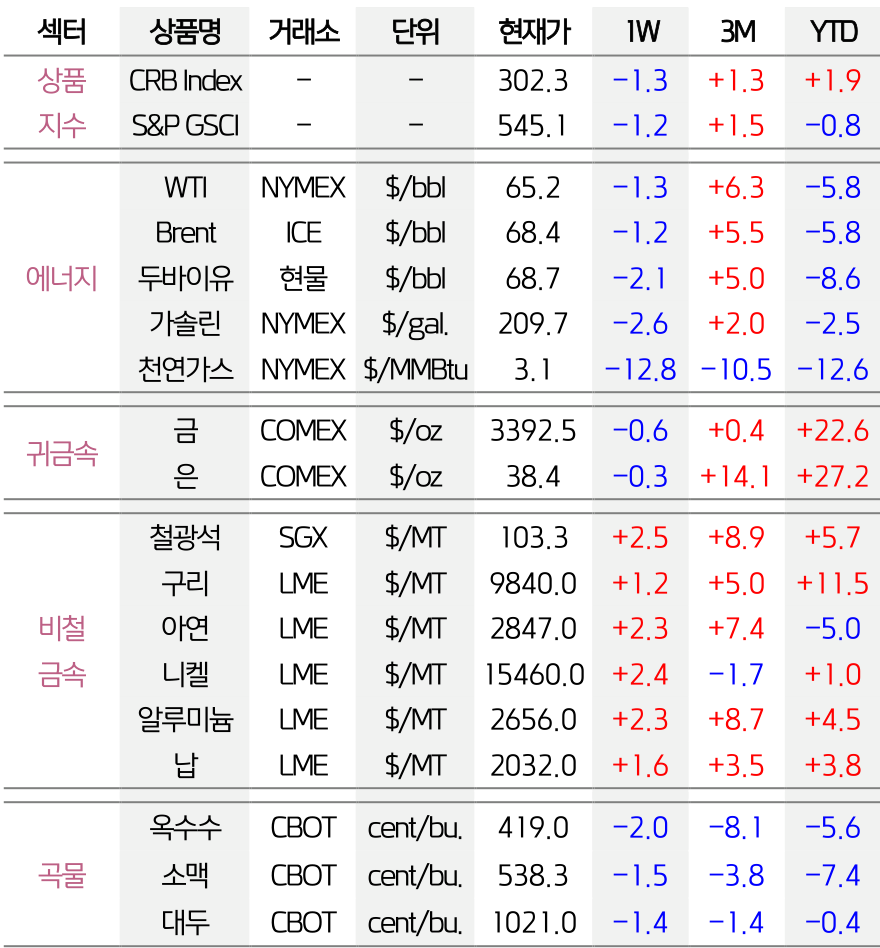 섹터 상품명 거래소 단위 현재가 1W 3M YTD
상품 CRB Index – – 302.3 −1.3 +1.3 +1.9
지수 S&P GSCI – – 545.1 −1.2 +1.5 −0.8
WTI NYMEX $/bbl 65.2 −1.3 +6.3 −5.8
Brent ICE $/bbl 68.4 −1.2 +5.5 −5.8
에너지 두바이유 현물 $/bbl 68.7 −2.1 +5.0 −8.6
가솔린 NYMEX $/gal. 209.7 −2.6 +2.0 −2.5
천연가스 NYMEX $/MMBtu 3.1 −12.8 −10.5 −12.6
귀금속
금 COMEX $/oz 3392.5 −0.6 +0.4 +22.6
은 COMEX $/oz 38.4 −0.3 +14.1 +27.2
철광석 SGX $/MT 103.3 +2.5 +8.9 +5.7
구리 LME $/MT 9840.0 +1.2 +5.0 +11.5
비철 아연 LME $/MT 2847.0 +2.3 +7.4 −5.0
금속 니켈 LME $/MT 15460.0 +2.4 −1.7 +1.0
알루미늄 LME $/MT 2656.0 +2.3 +8.7 +4.5
납 LME $/MT 2032.0 +1.6 +3.5 +3.8
옥수수 CBOT cent/bu. 419.0 −2.0 −8.1 −5.6
곡물 소맥 CBOT cent/bu. 538.3 −1.5 −3.8 −7.4
대두 CBOT cent/bu. 1021.0 −1.4 −1.4 −0.4